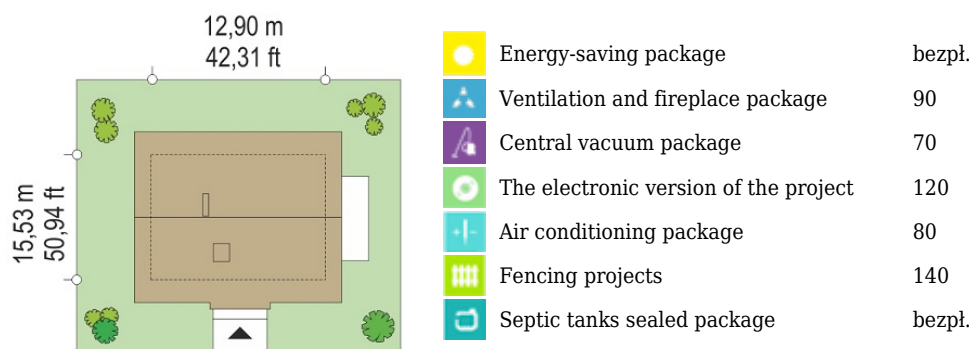 12,90 m
42,31 ft
15,53 m
50,94 ft
Energy-saving package bezpł.
Ventilation and fireplace package 90
Central vacuum package 70
The electronic version of the project 120
Air conditioning package 80
Fencing projects 140
Septic tanks sealed package bezpł.